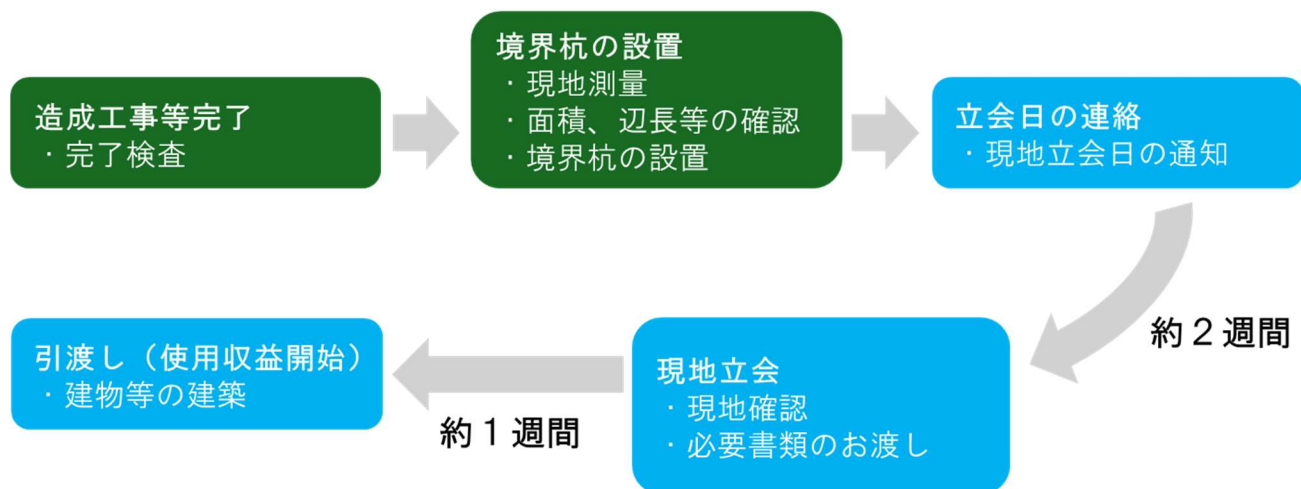 造成工事等完了
・完了検査
境界杭の設置
・現地測量
・面積、辺長等の確認
・境界杭の設置
立会日の連絡
・現地立会日の通知
約２週間
現地立会
・現地確認
・必要書類のお渡し
約１週間
引渡し（使用収益開始）
・建物等の建築